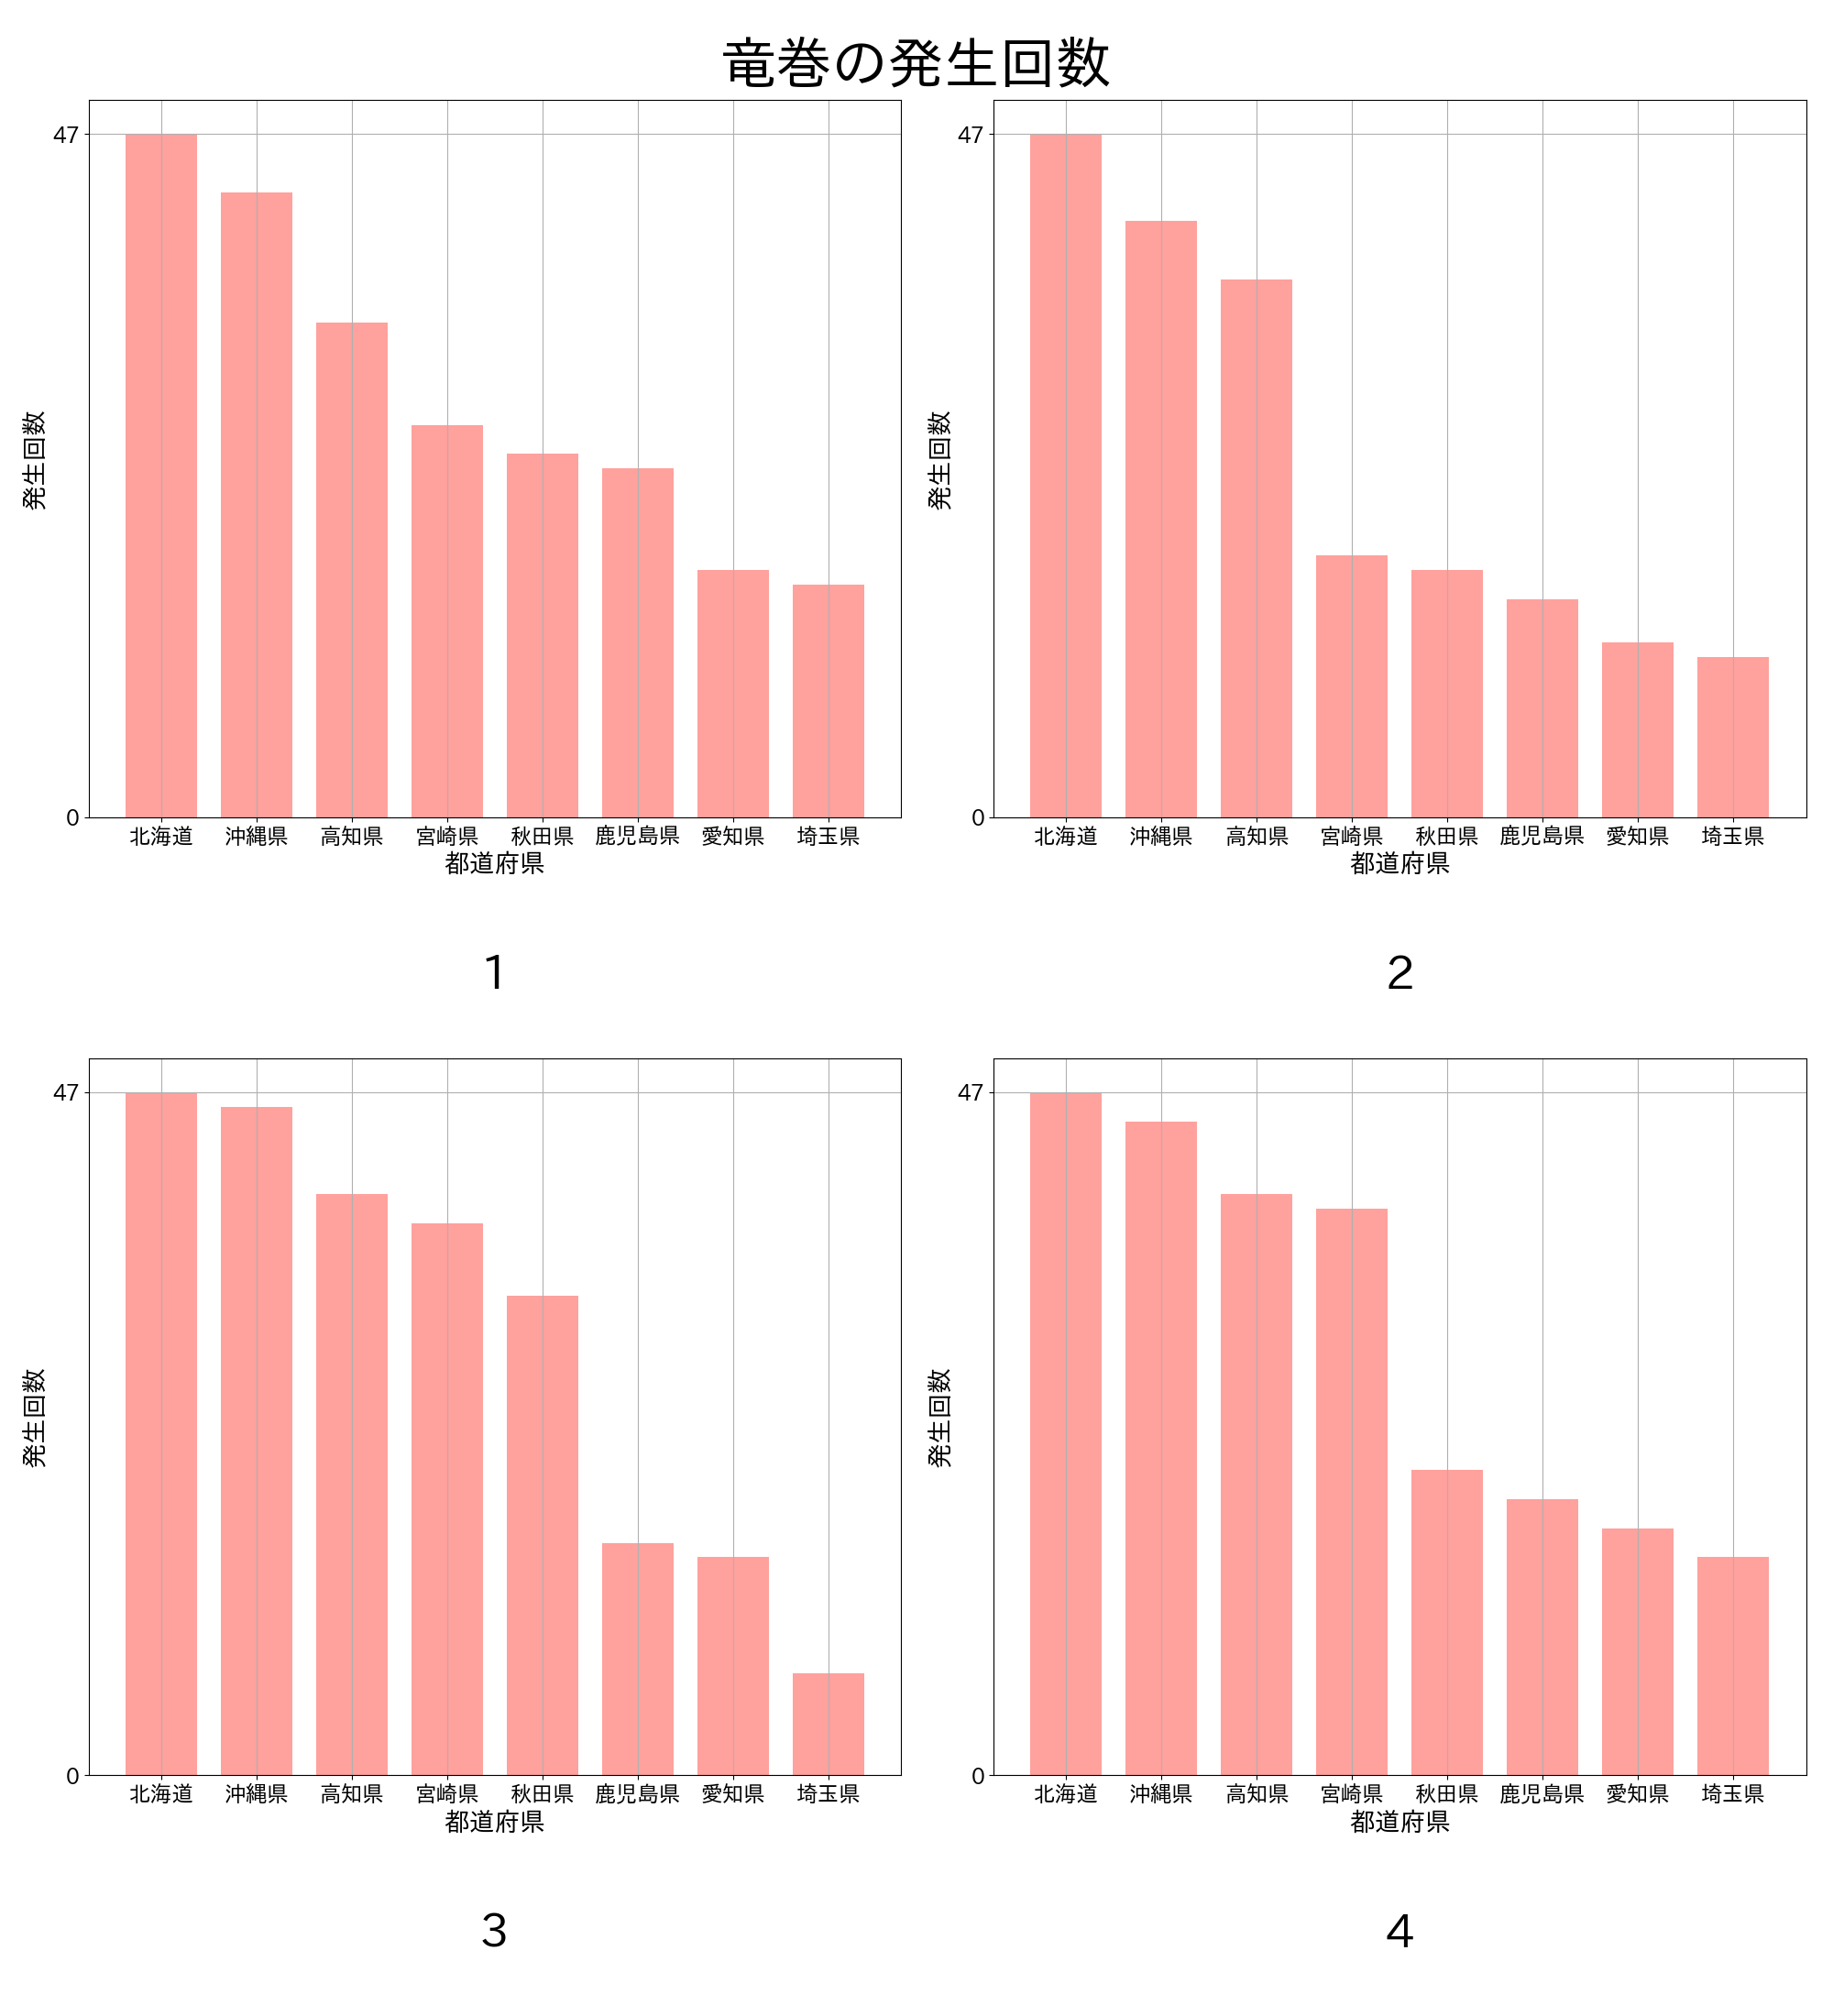 竜巻の発生回数
47
0
発生回数
北海道 沖縄県 高知県 宮崎県 秋田県 鹿児島県 愛知県 埼玉県
都道府県
1
47
0
発生回数
北海道 沖縄県 高知県 宮崎県 秋田県 鹿児島県 愛知県 埼玉県
都道府県
2
47
0
発生回数
北海道 沖縄県 高知県 宮崎県 秋田県 鹿児島県 愛知県 埼玉県
都道府県
3
47
0
発生回数
北海道 沖縄県 高知県 宮崎県 秋田県 鹿児島県 愛知県 埼玉県
都道府県
4